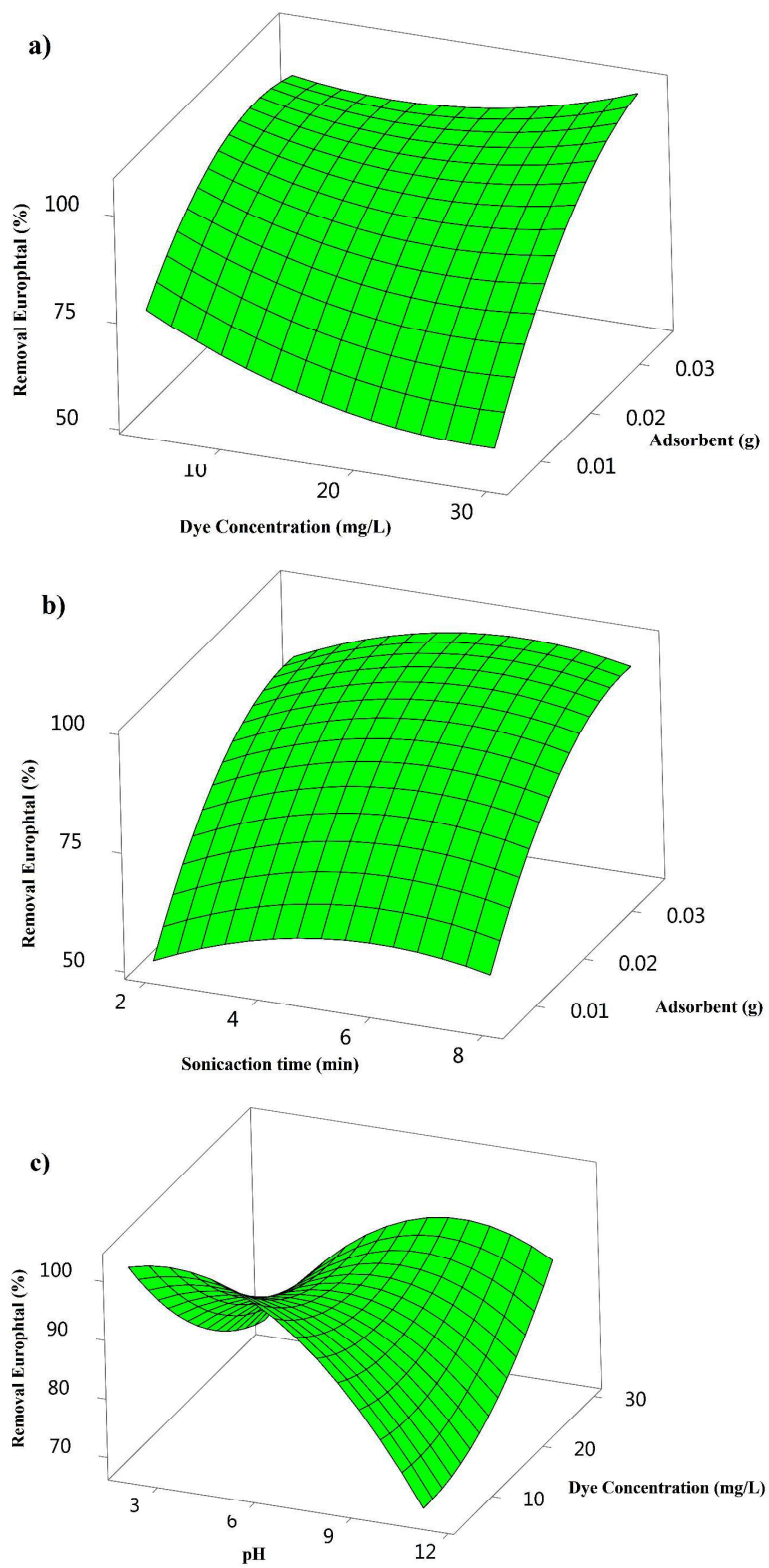 a)
Removal Europhtal (%)
100
75
50
10
20
30
0.01
0.02
0.03
Dye Concentration (mg/L)
Adsorbent (g)
b)
Removal Europhtal (%)
100
75
50
2
4
6
8
0.01
0.02
0.03
Sonicaction time (min)
Adsorbent (g)
c)
Removal Europhtal (%)
100
90
80
70
3
6
9
12
10
20
30
pH
Dye Concentration (mg/L)